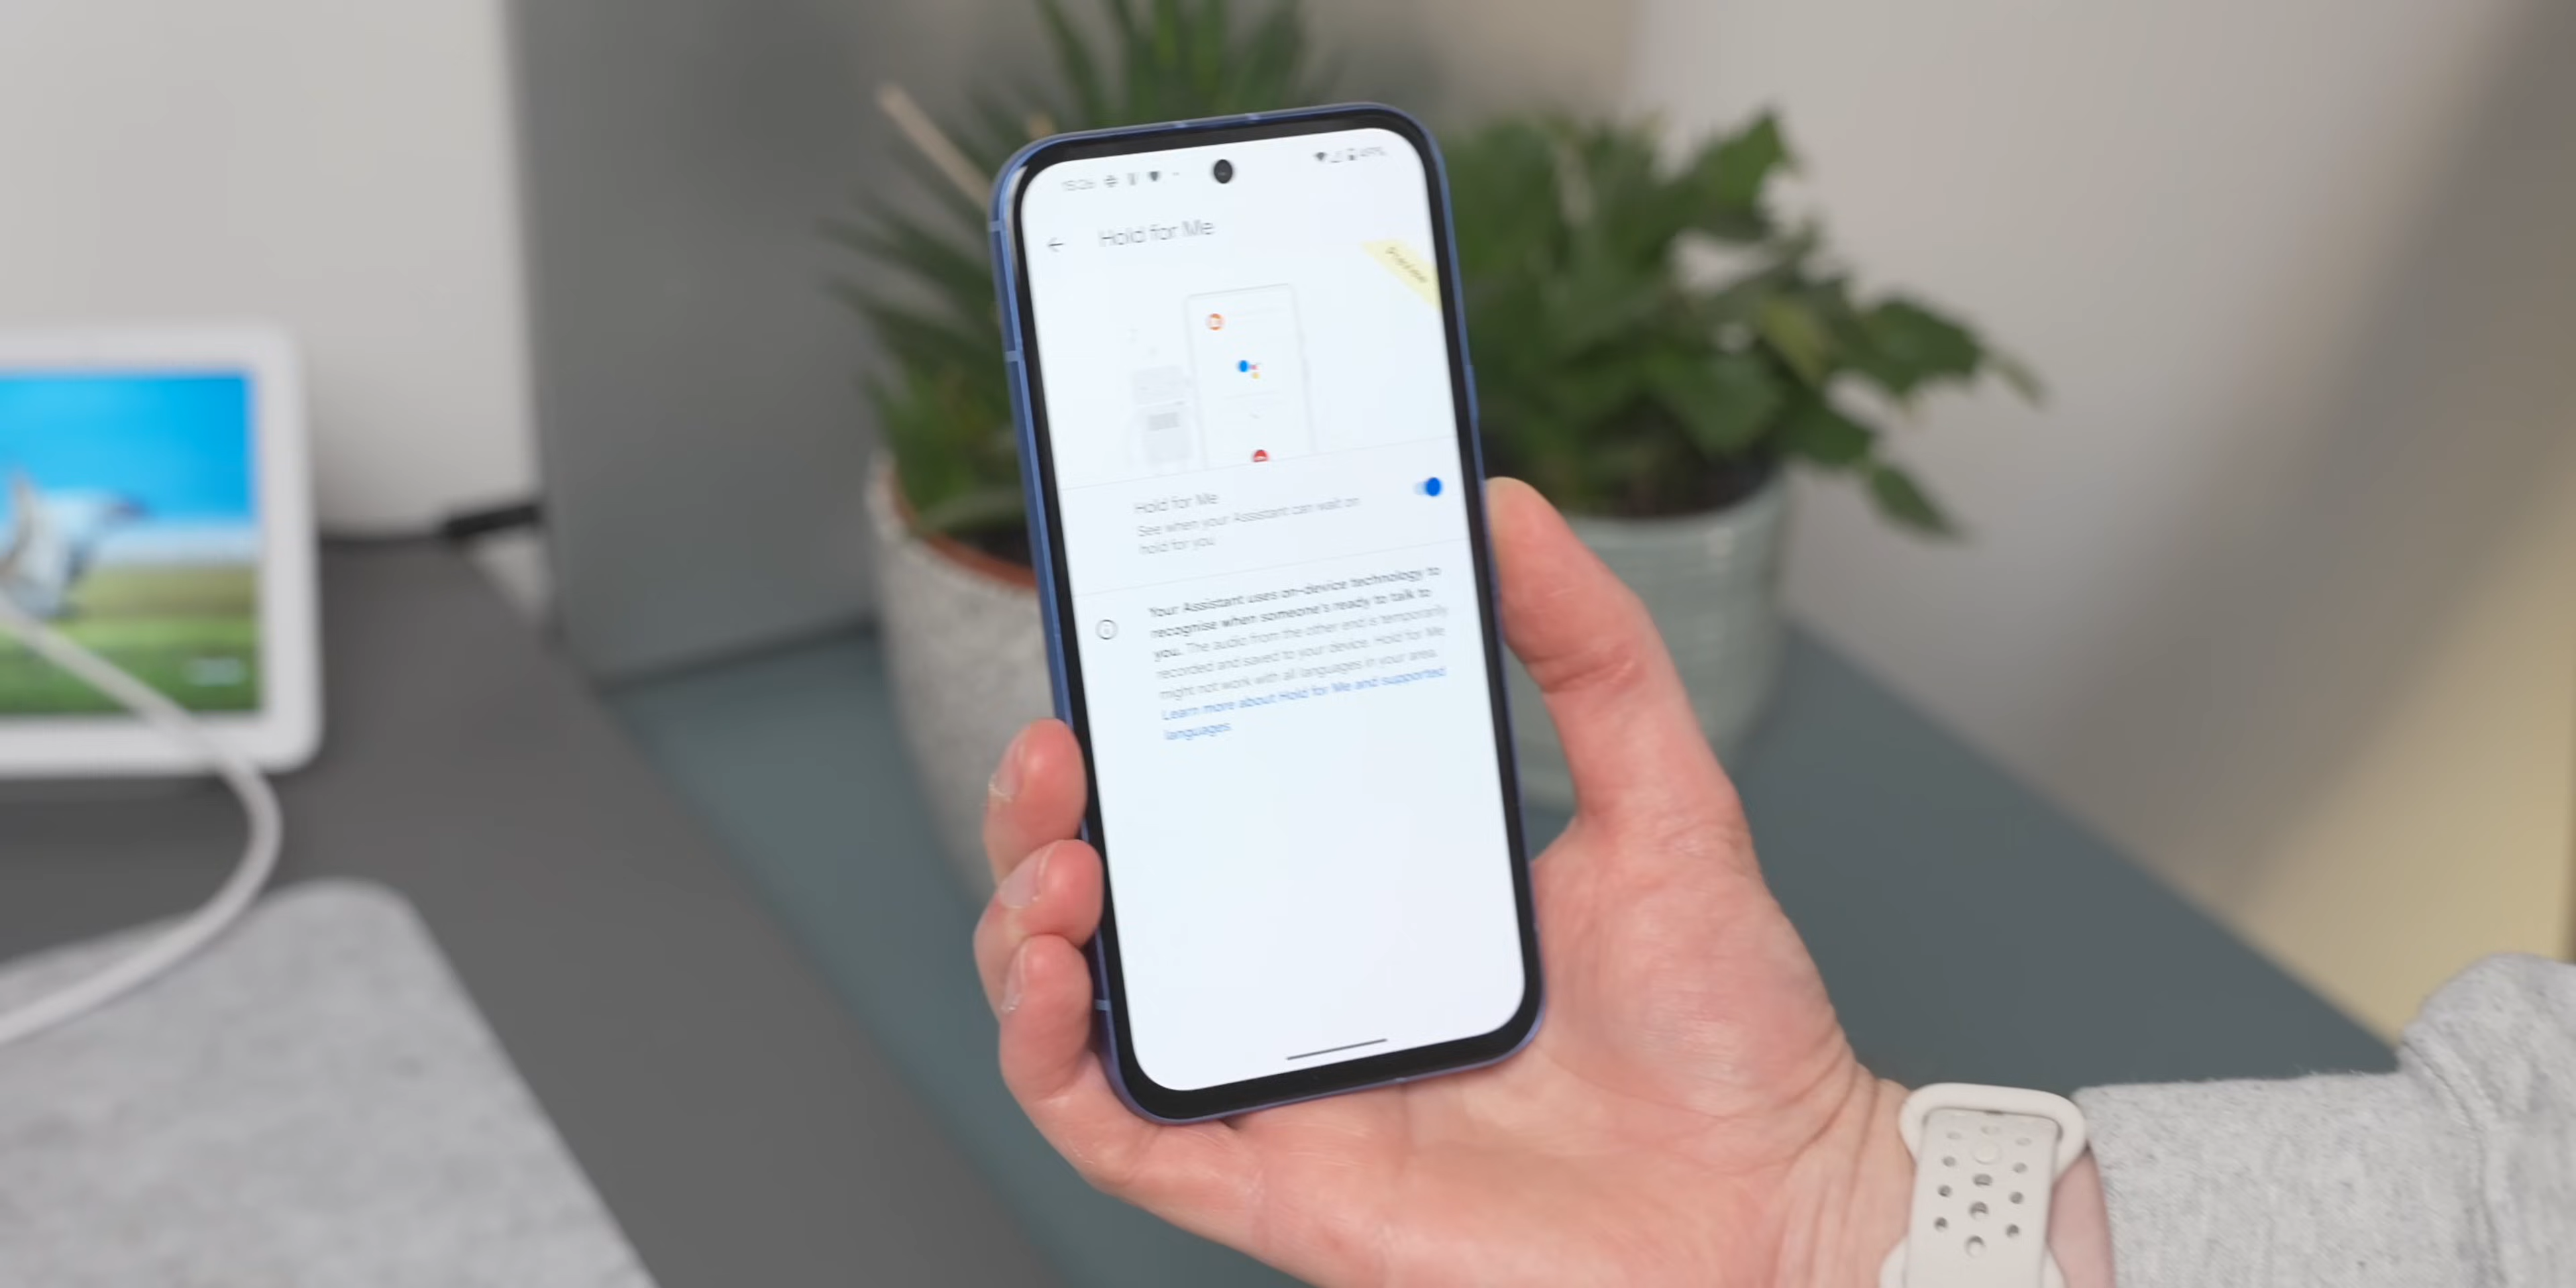 15:26
Hold for Me
Preview
Hold for Me
See when your Assistant can wait on
hold for you
Your Assistant uses on-device technology to
recognise when someone's ready to talk to
you. The audio from the other end is temporarily
recorded and saved to your device. Hold for Me
might not work with all languages in your area.
Learn more about Hold for Me and supported
languages